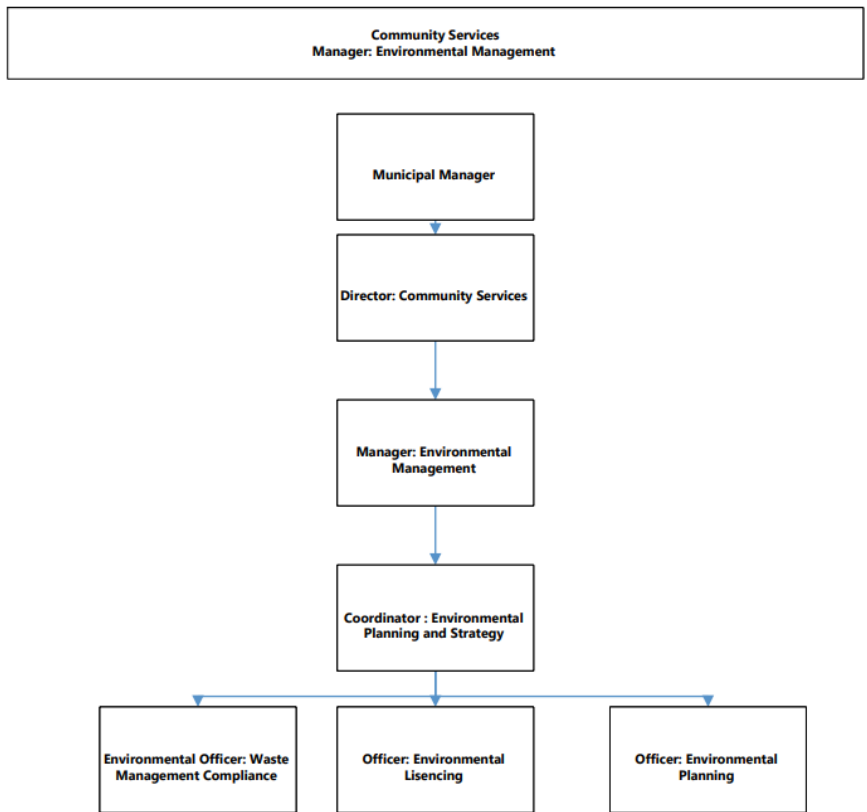 Community Services
Manager: Environmental Management
Municipal Manager
Director: Community Services
Manager: Environmental
Management
Coordinator : Environmental
Planning and Strategy
Environmental Officer: Waste
Management Compliance
Officer: Environmental
Lisencing
Officer: Environmental
Planning